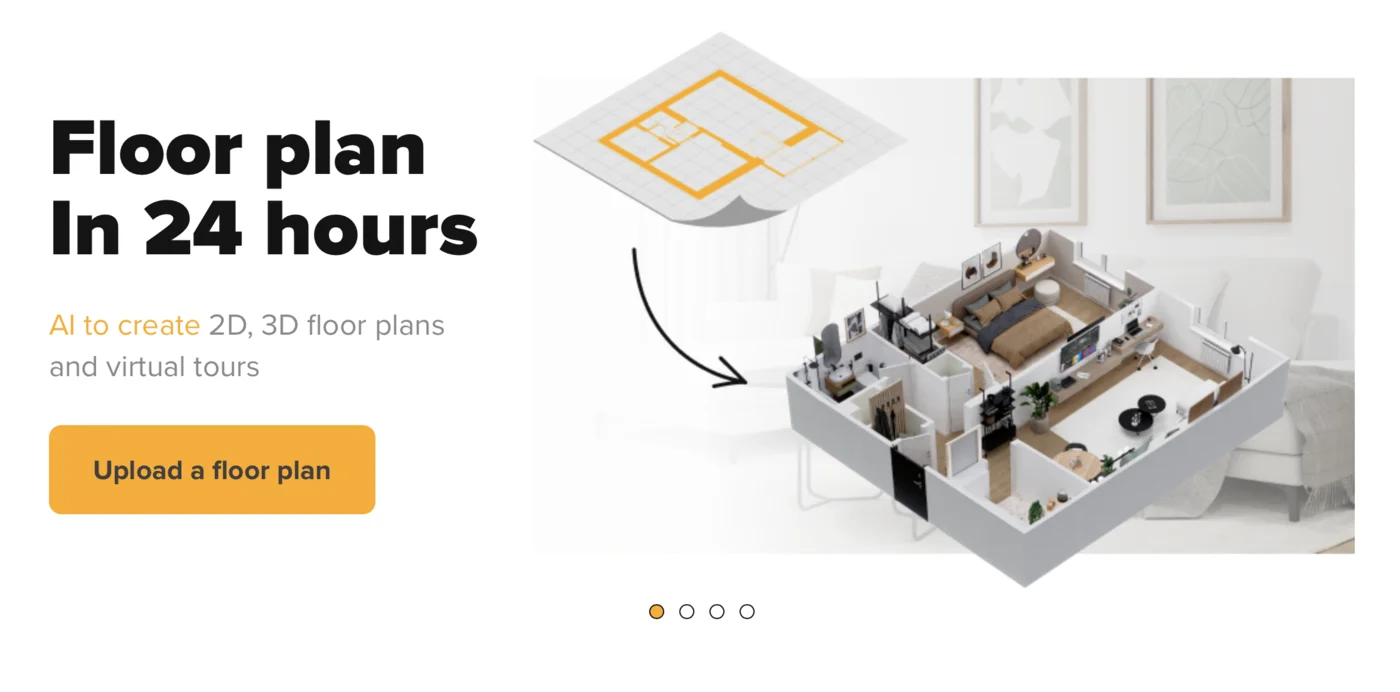 Floor plan
In 24 hours
AI to create 2D, 3D floor plans
and virtual tours
Upload a floor plan